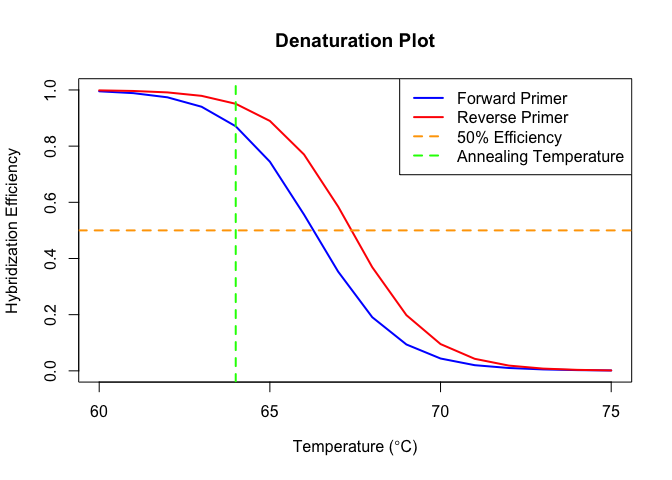 Denaturation Plot
Forward Primer
Reverse Primer
50% Efficiency
Annealing Temperature
Hybridization Efficiency
1.0
0.8
0.6
0.4
0.2
0.0
60
65
70
75
Temperature (°C)